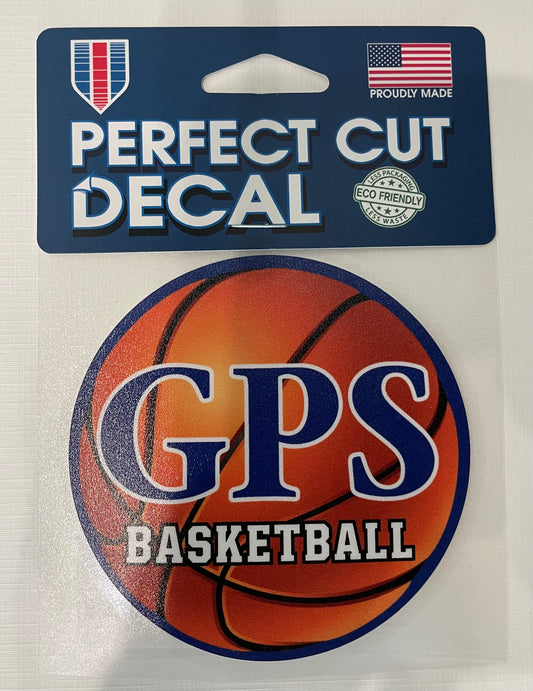 PROUDLY MADE
PERFECT CUT
DECAL
LESS PACKAGING
ECO FRIENDLY
LESS WASTE
GPS
BASKETBALL